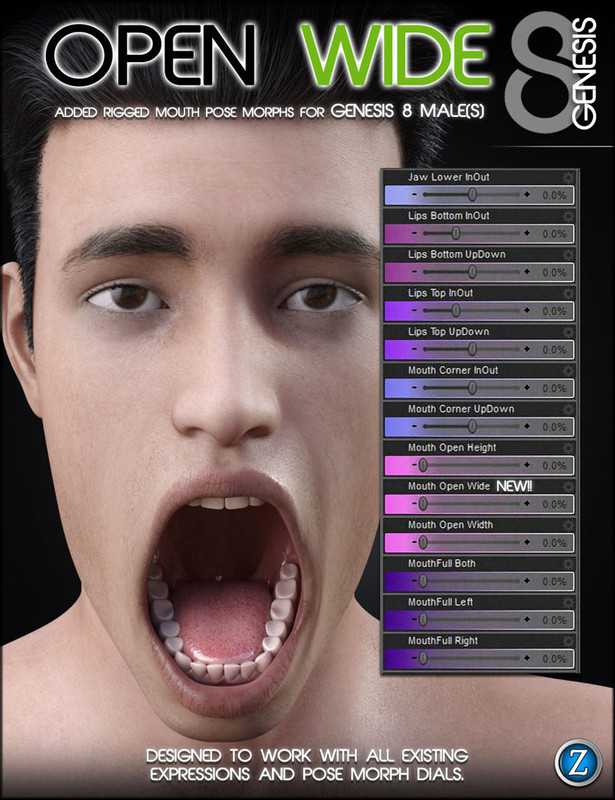 OPEN WIDE
GENESIS 8
ADDED RIGGED MOUTH POSE MORPHS FOR GENESIS 8 MALE(S)
Jaw Lower InOut
- + 0.0%
Lips Bottom InOut
- + 0.0%
Lips Bottom UpDown
- + 0.0%
Lips Top InOut
- + 0.0%
Lips Top UpDown
- + 0.0%
Mouth Corner InOut
- + 0.0%
Mouth Corner UpDown
- + 0.0%
Mouth Open Height
- + 0.0%
Mouth Open Wide NEW!!
- + 0.0%
Mouth Open Width
- + 0.0%
MouthFull Both
- + 0.0%
MouthFull Left
- + 0.0%
MouthFull Right
- + 0.0%
DESIGNED TO WORK WITH ALL EXISTING
EXPRESSIONS AND POSE MORPH DIALS.
Z